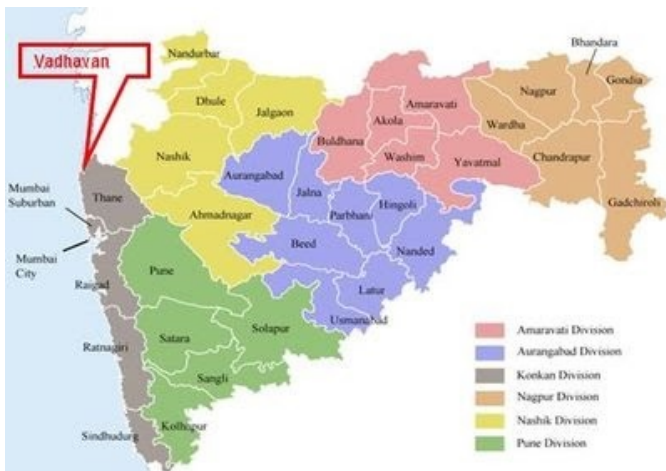 Vadhavan
Nandurbar
Dhule
Jalgaon
Nashik
Ahmadnagar
Buldhana
Akola
Amaravati
Washim
Yavatmal
Bhandara
Nagpur
Gondia
Wardha
Chandrapur
Gadchiroli
Aurangabad
Jalna
Parbhani
Hingoli
Beed
Nanded
Latur
Usmanabad
Thane
Mumbai
Suburban
Mumbai
City
Raigad
Ratnagiri
Sindhudurg
Pune
Satara
Solapur
Sangli
Kolhopur
Amaravati Division
Aurangabad Division
Konkan Division
Nagpur Division
Nashik Division
Pune Division